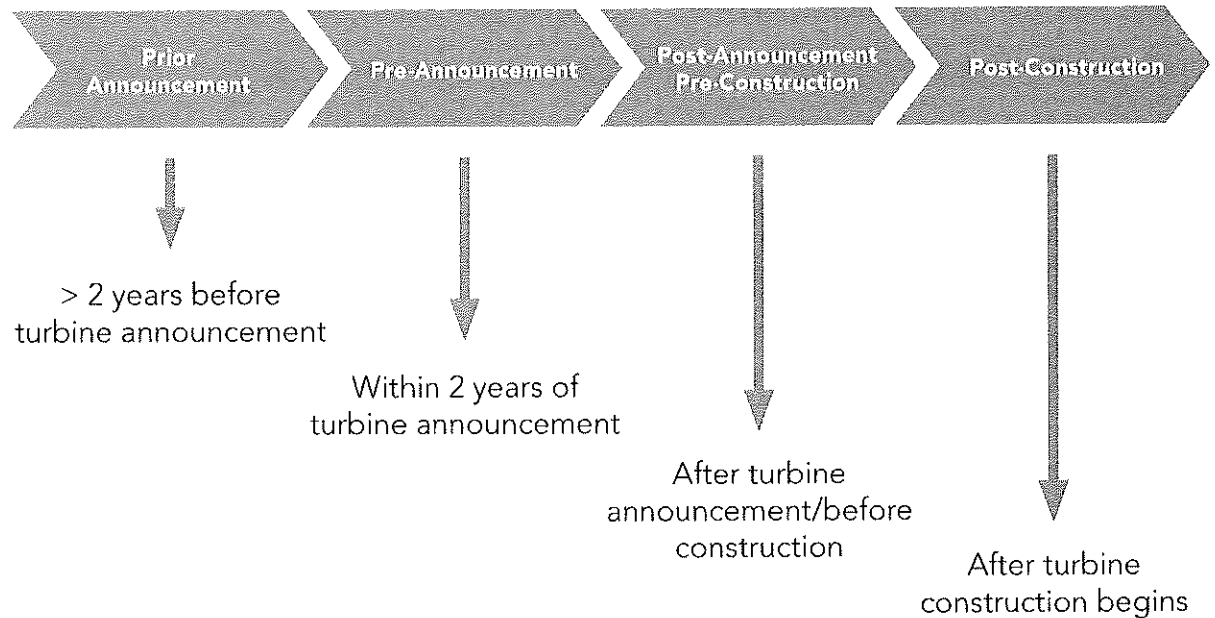 Prior
Announcement
Pre-Announcement
Post-Announcement
Pre-Construction
Post-Construction
> 2 years before
turbine announcement
Within 2 years of
turbine announcement
After turbine
announcement/before
construction
After turbine
construction begins